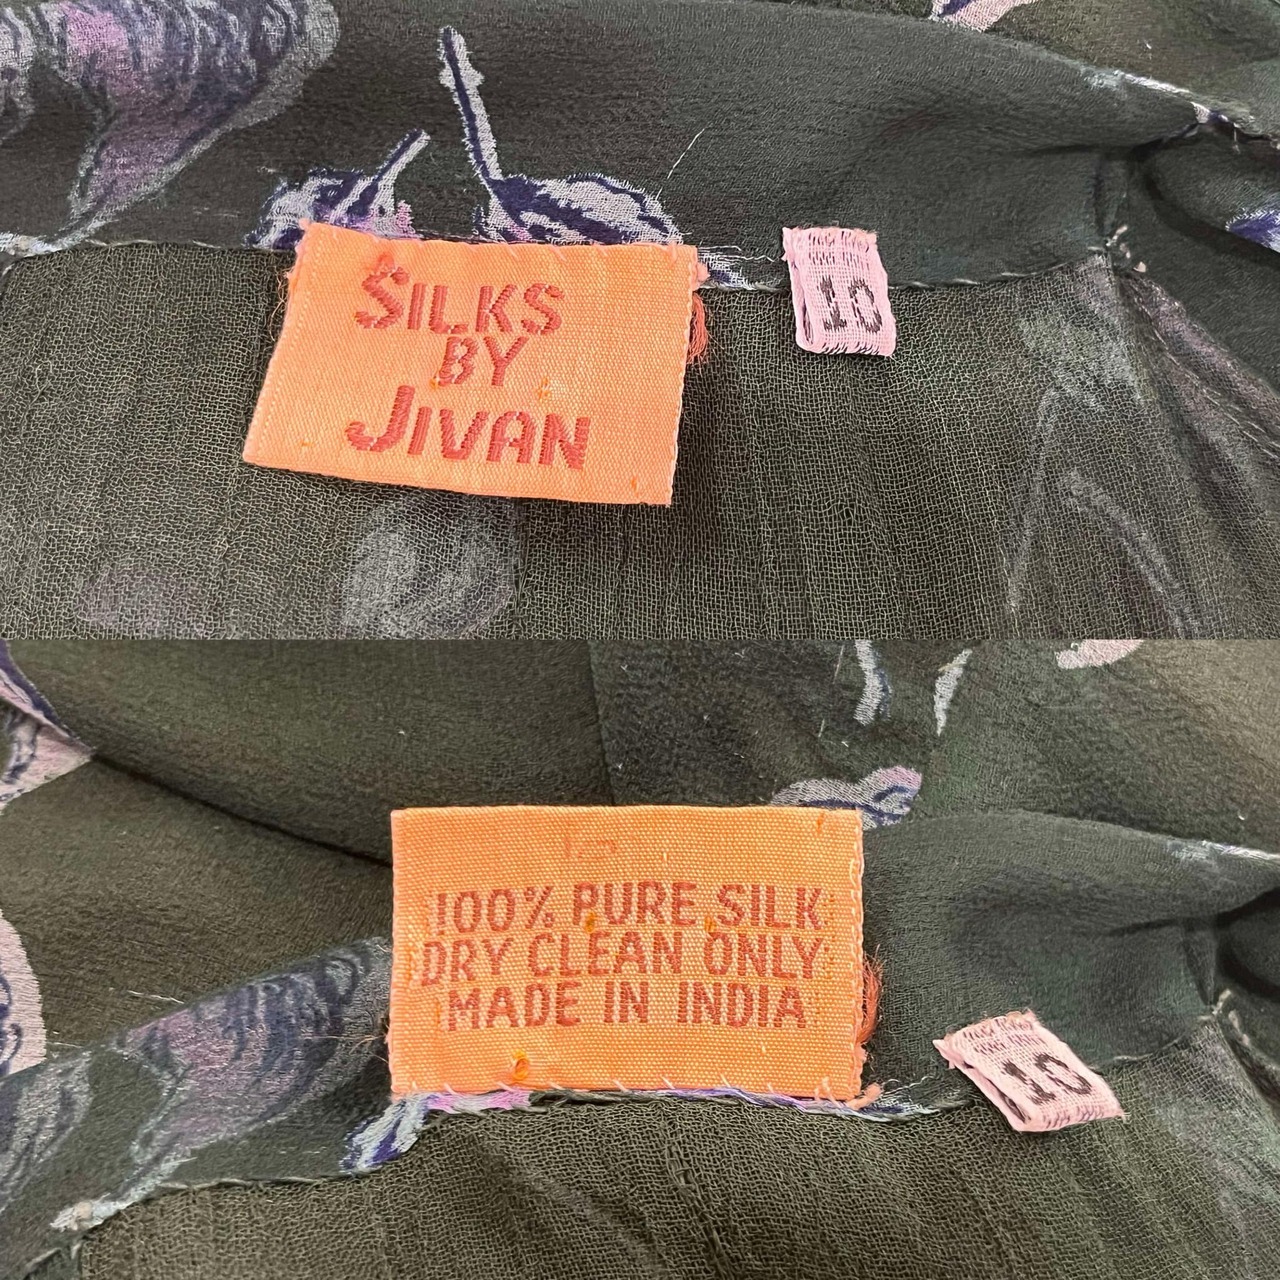 SILKS
BY
JIVAN
10
100% PURE SILK
DRY CLEAN ONLY
MADE IN INDIA
10